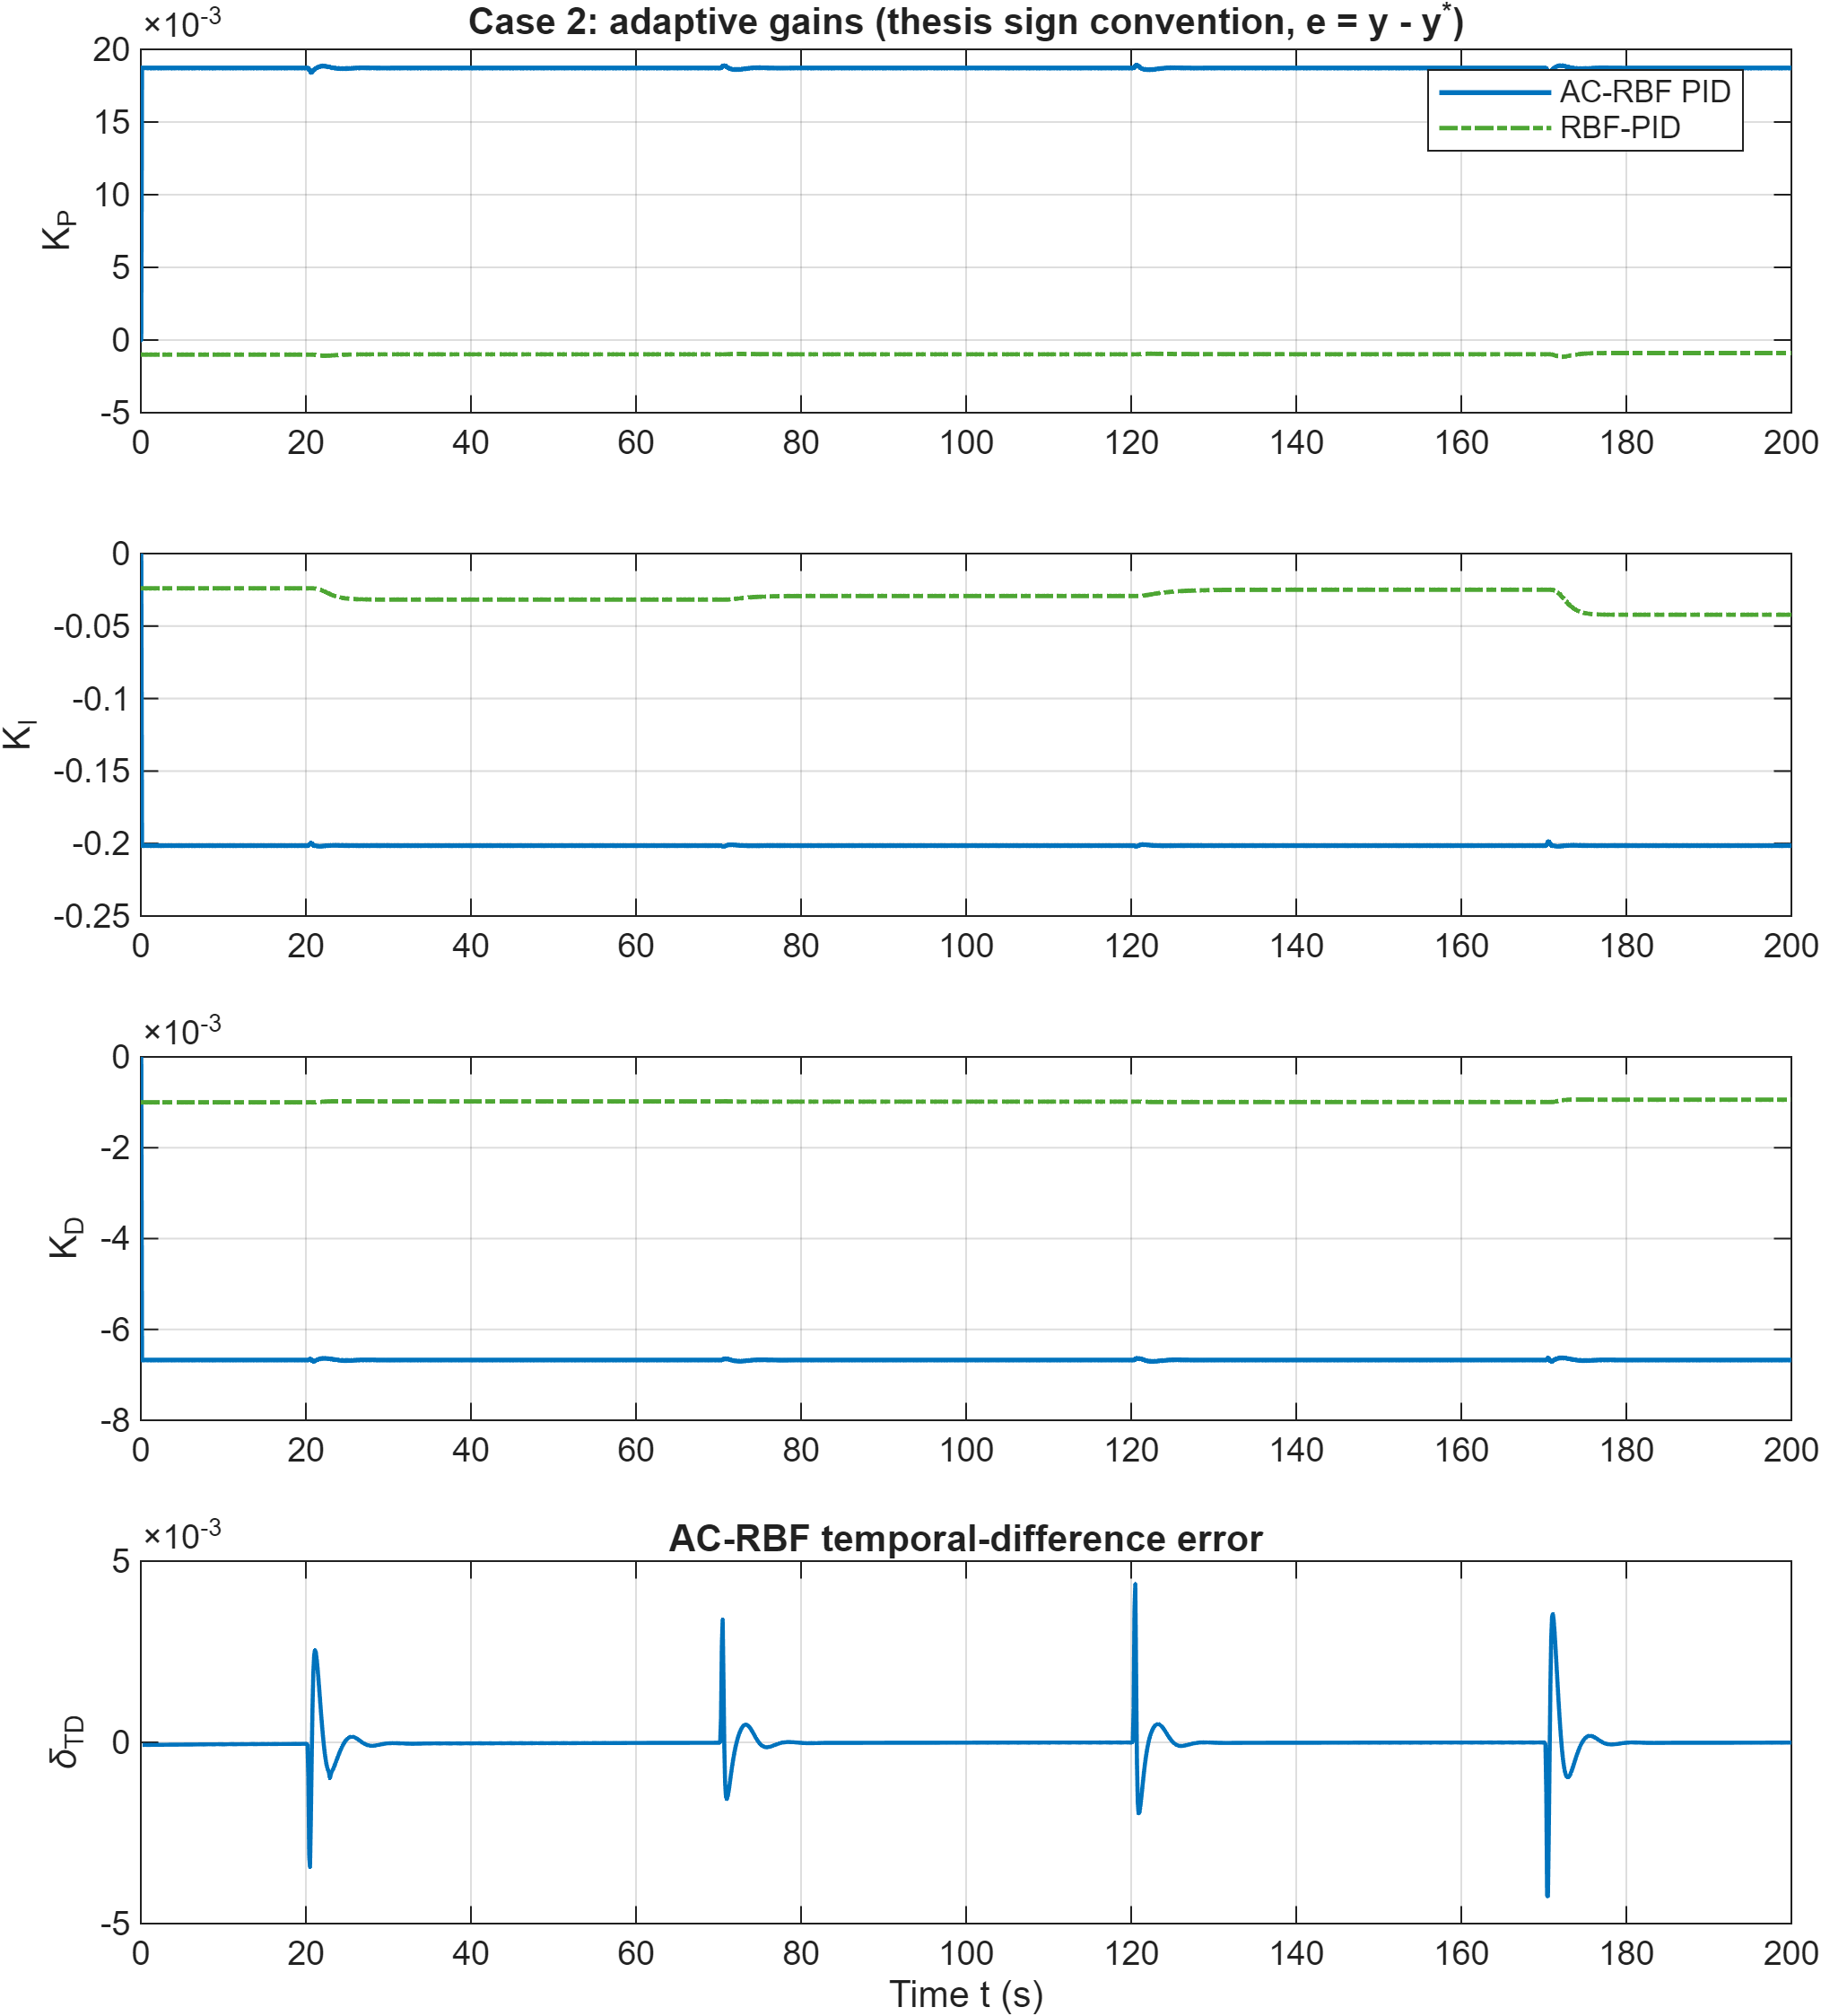 Case 2: adaptive gains (thesis sign convention, e = y - y*)
×10-3
20
15
10
5
0
-5
KP
AC-RBF PID
RBF-PID
0 20 40 60 80 100 120 140 160 180 200
0
-0.05
-0.1
-0.15
-0.2
-0.25
KI
0 20 40 60 80 100 120 140 160 180 200
×10-3
0
-2
-4
-6
-8
KD
0 20 40 60 80 100 120 140 160 180 200
AC-RBF temporal-difference error
×10-3
5
0
-5
δTD
0 20 40 60 80 100 120 140 160 180 200
Time t (s)